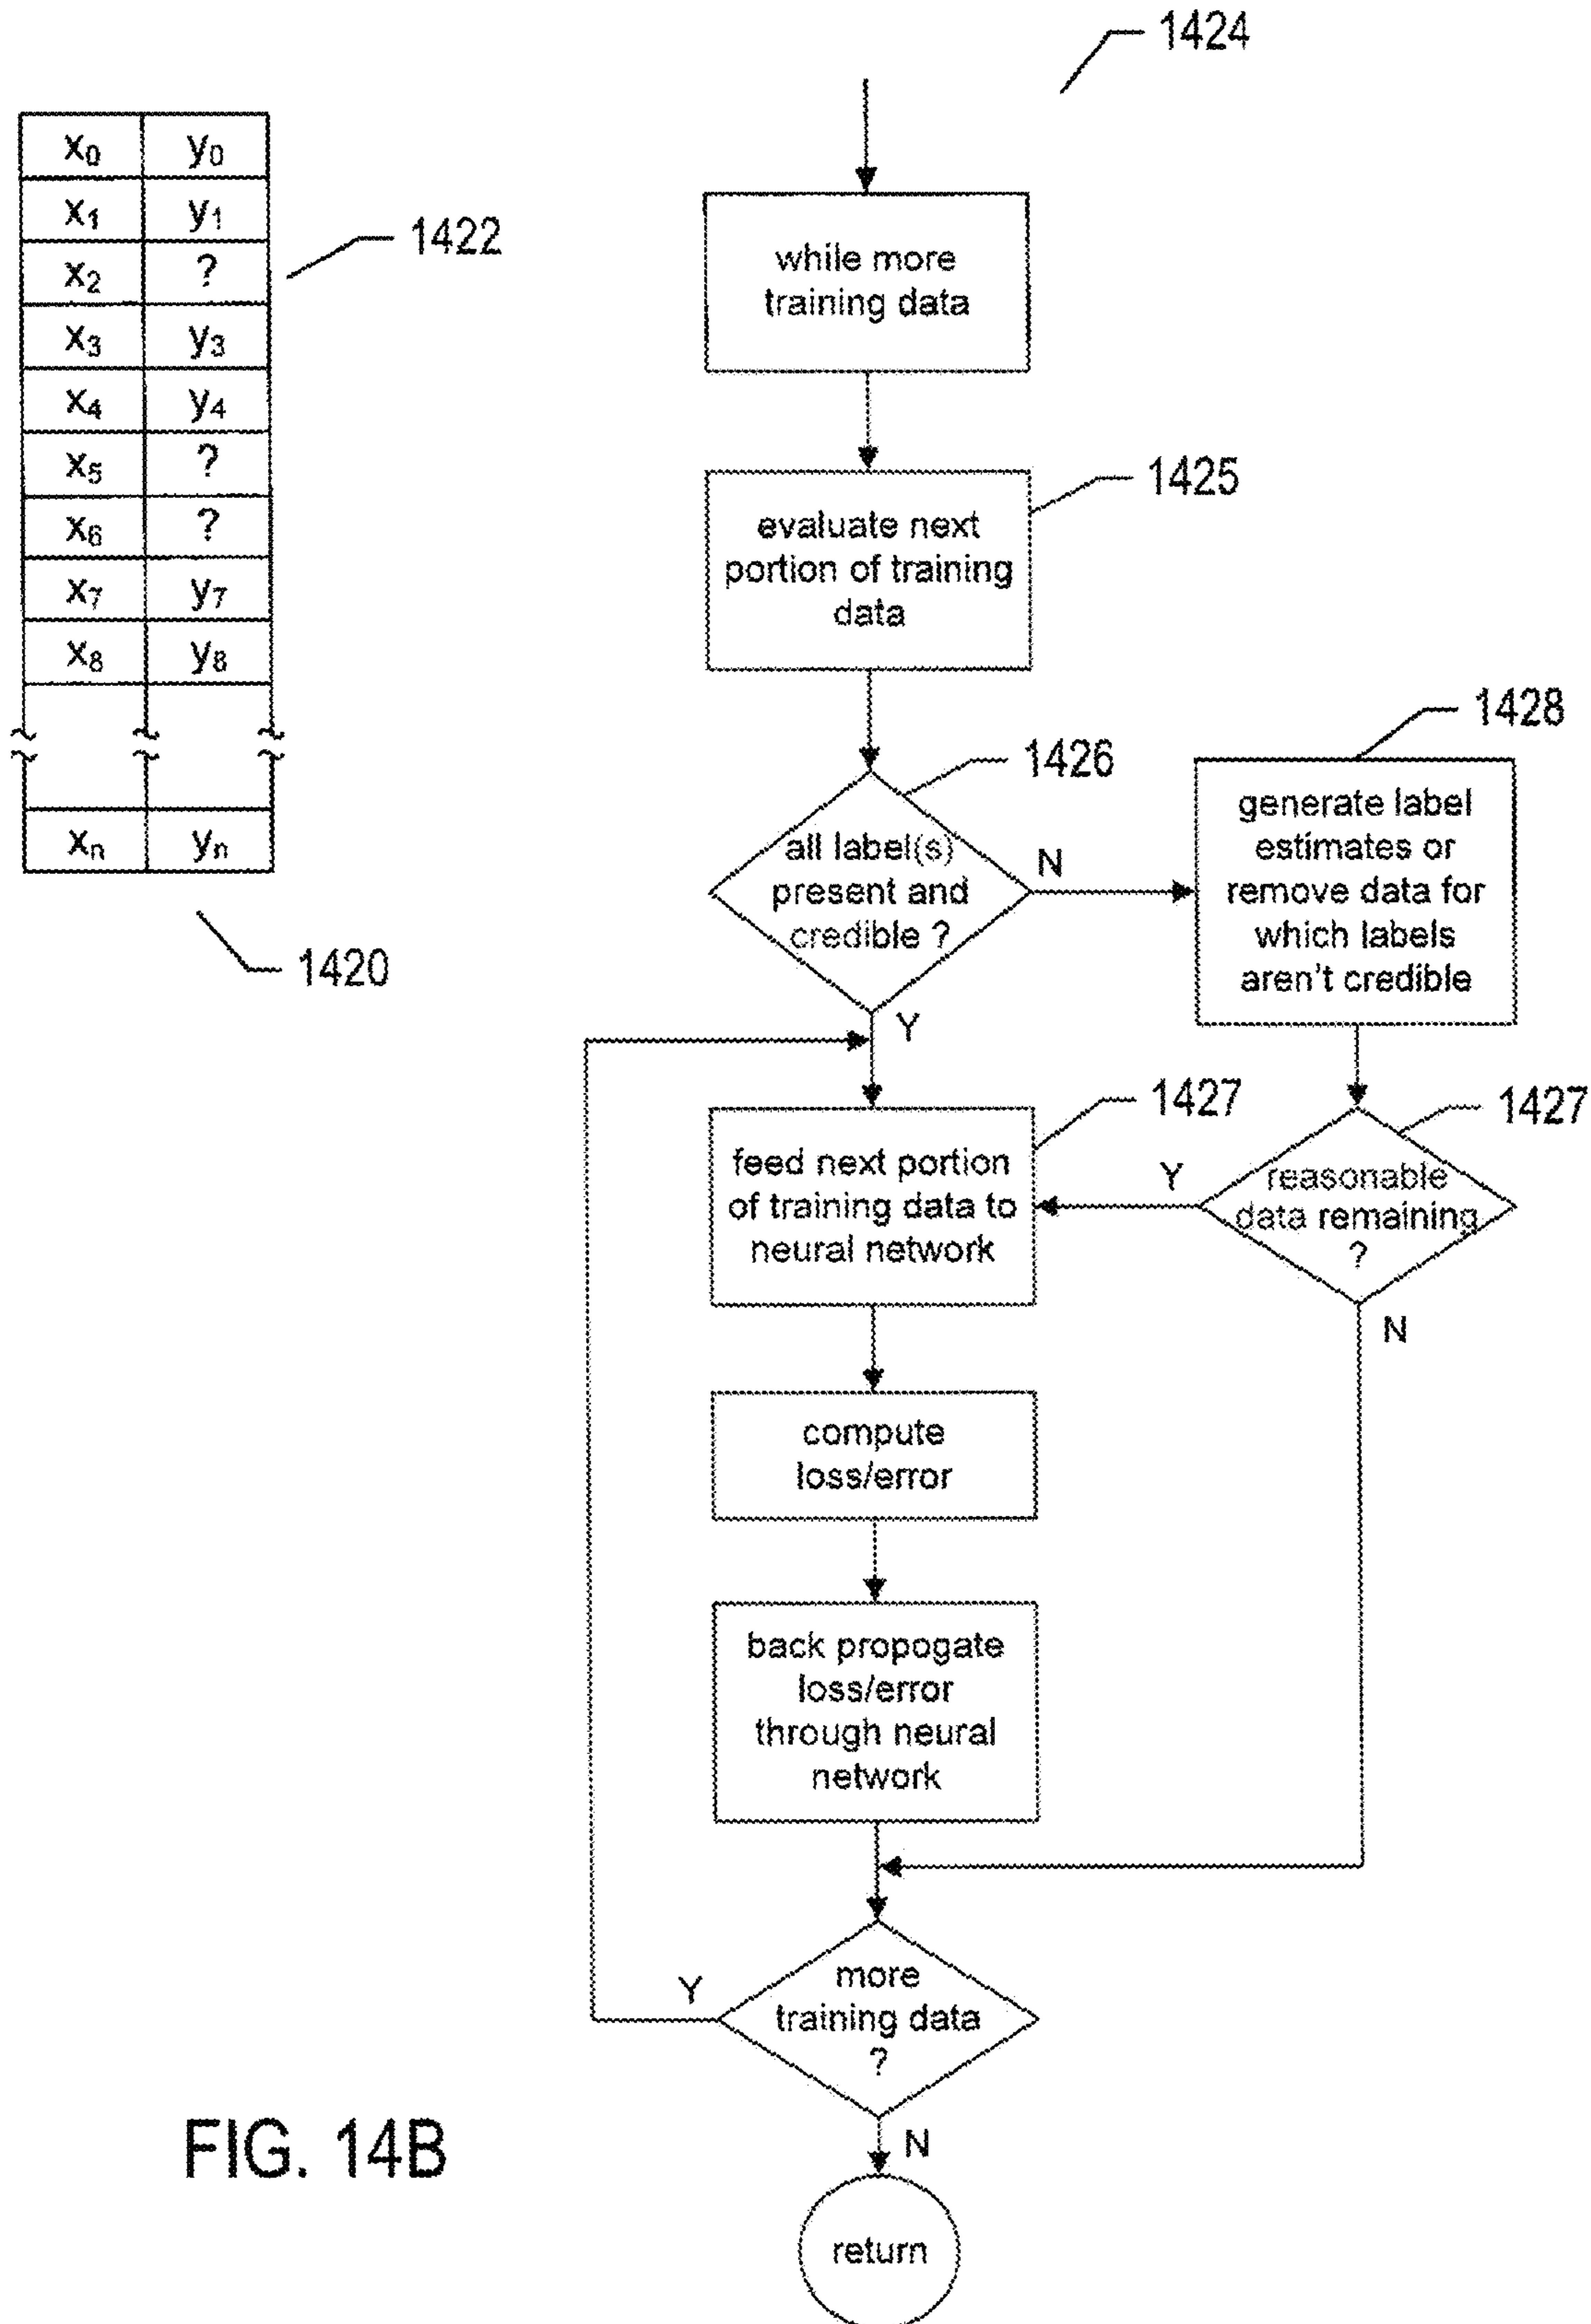 1424
x₀ y₀
x₁ y₁
1422
x₂ ?
x₃ y₃
x₄ y₄
x₅ ?
x₆ ?
x₇ y₇
x₈ y₈
xₙ yₙ
1420
while more
training data
1425
evaluate next
portion of training
data
1426
all label(s)
present and
credible ?
N
Y
1428
generate label
estimates or
remove data for
which labels
aren't credible
1427
feed next portion
of training data to
neural network
1427
reasonable
data remaining
?
Y
N
compute
loss/error
back propogate
loss/error
through neural
network
more
training data
?
Y
N
return
FIG. 14B